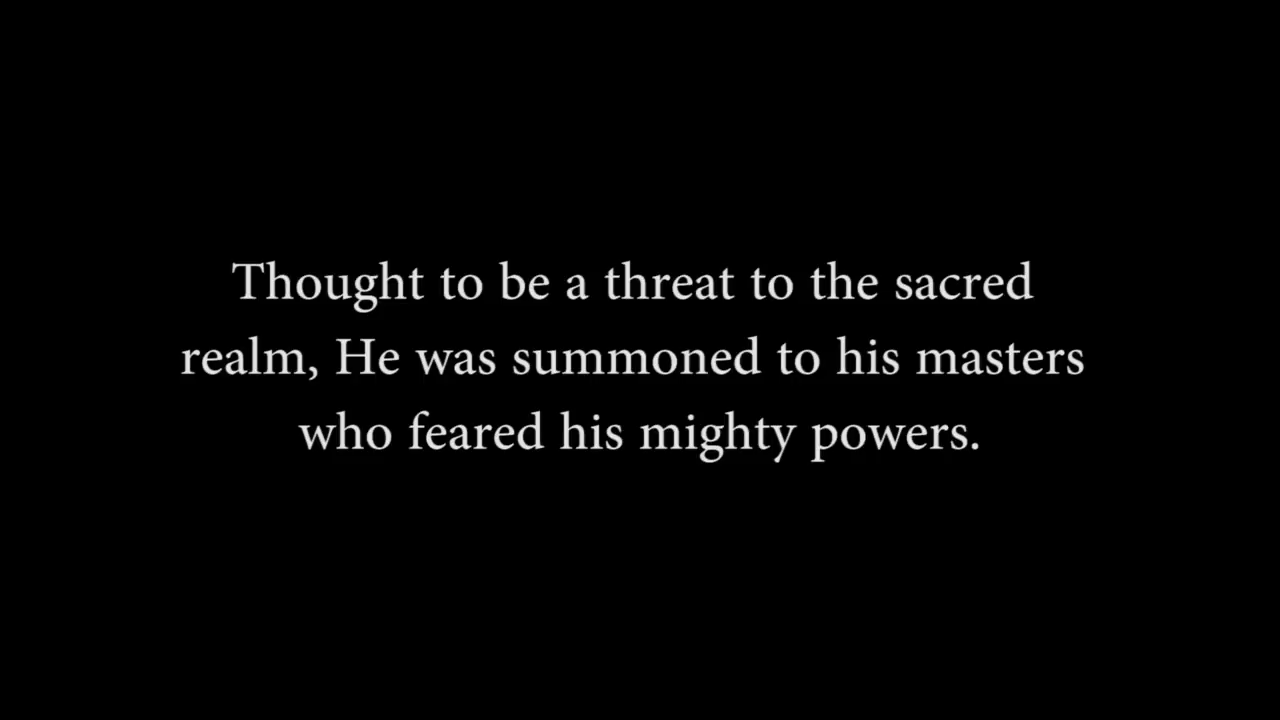 Thought to be a threat to the sacred
realm, He was summoned to his masters
who feared his mighty powers.